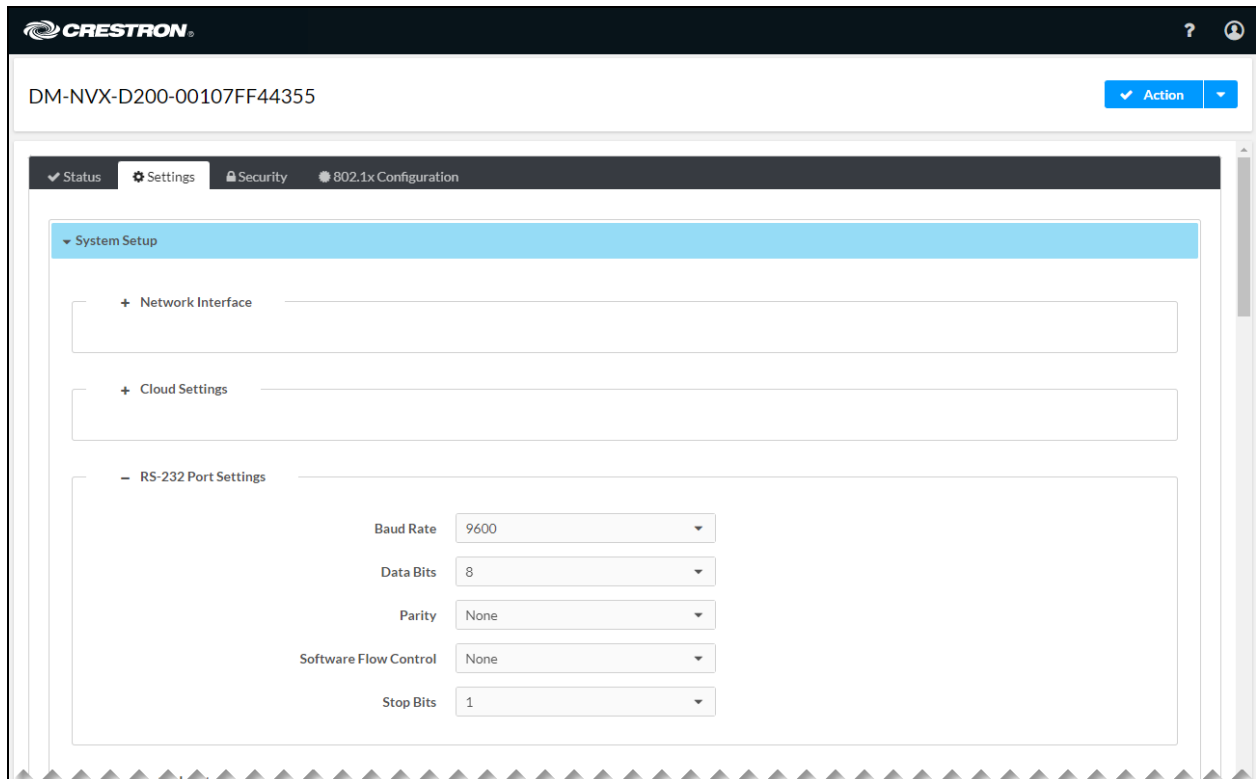 CRESTRON®
?
DM-NVX-D200-00107FF44355
Action
Status Settings Security 802.1x Configuration
System Setup
+ Network Interface
+ Cloud Settings
− RS-232 Port Settings
Baud Rate 9600
Data Bits 8
Parity None
Software Flow Control None
Stop Bits 1